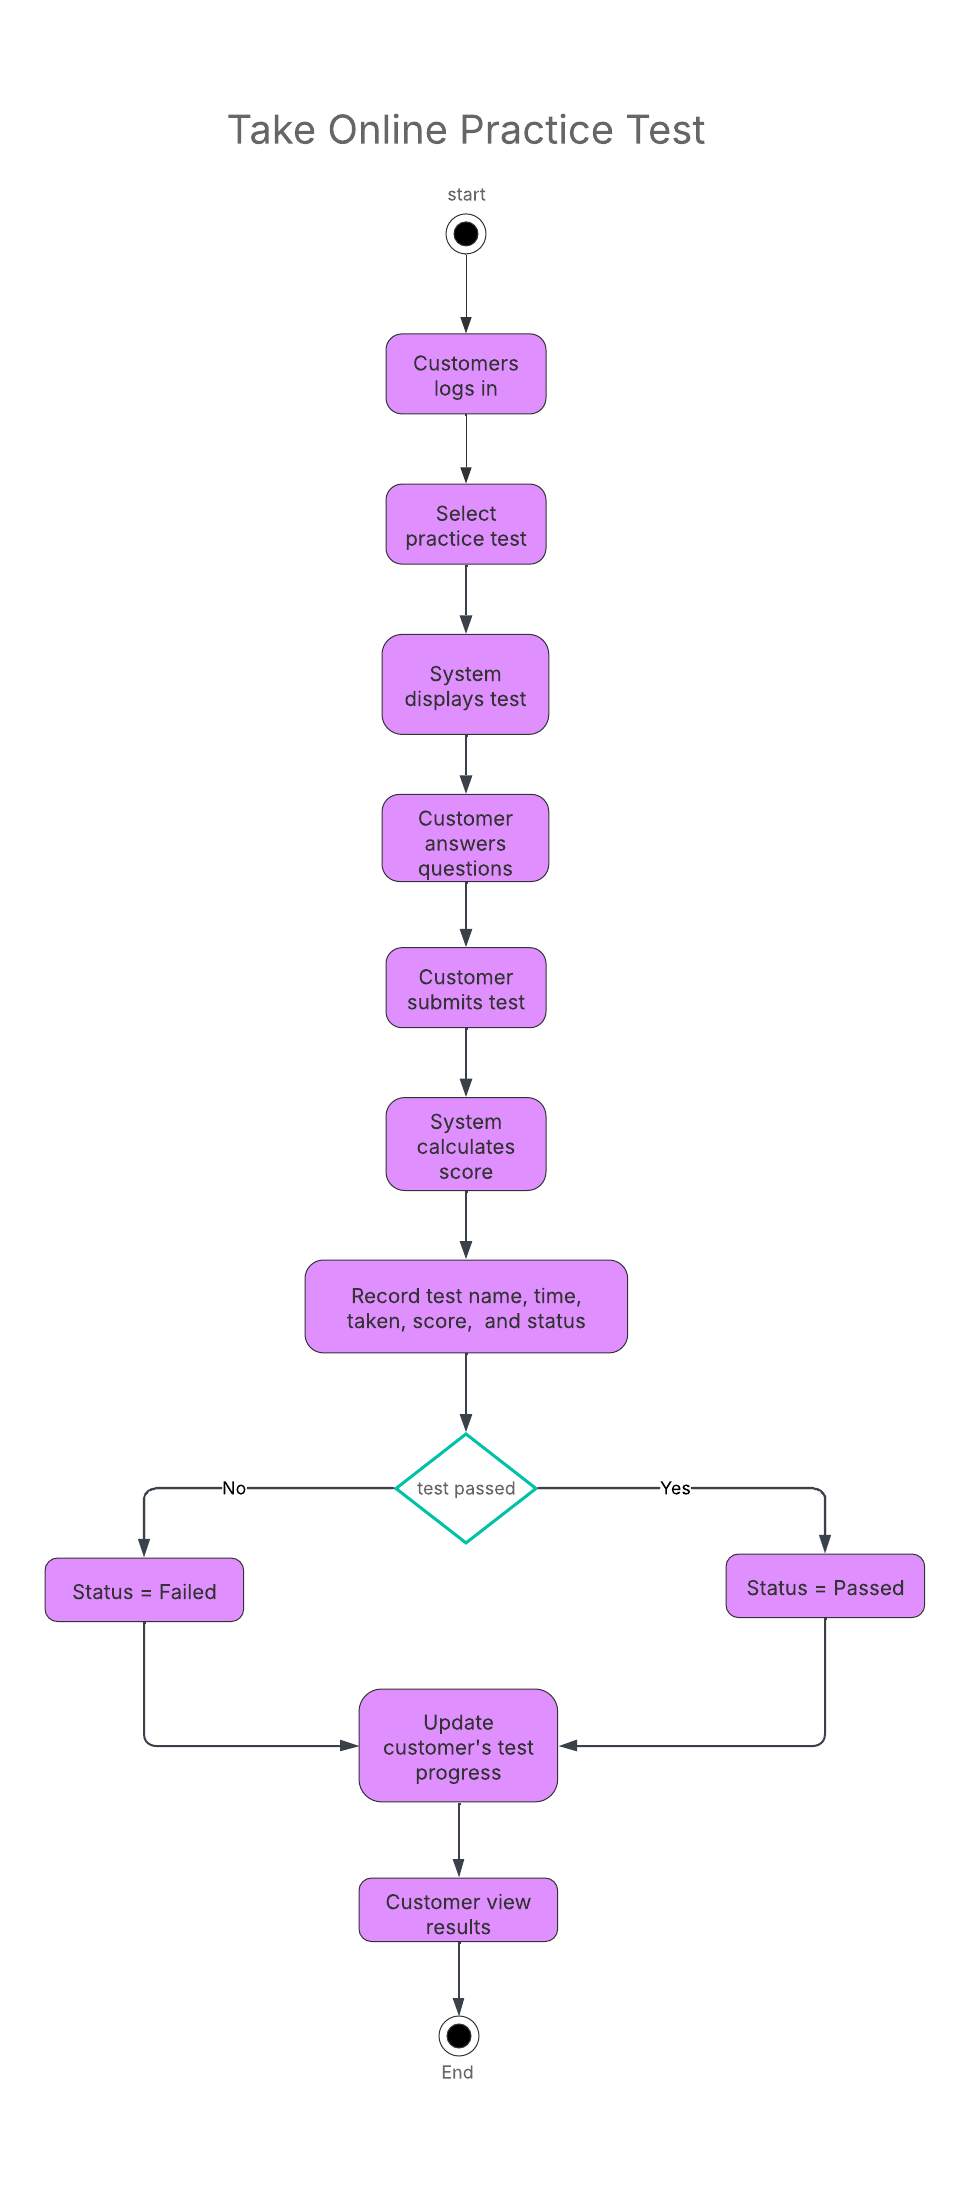 Take Online Practice Test
start
Customers
logs in
Select
practice test
System
displays test
Customer
answers
questions
Customer
submits test
System
calculates
score
Record test name, time,
taken, score,  and status
test passed
No
Yes
Status = Failed
Status = Passed
Update
customer's test
progress
Customer view
results
End